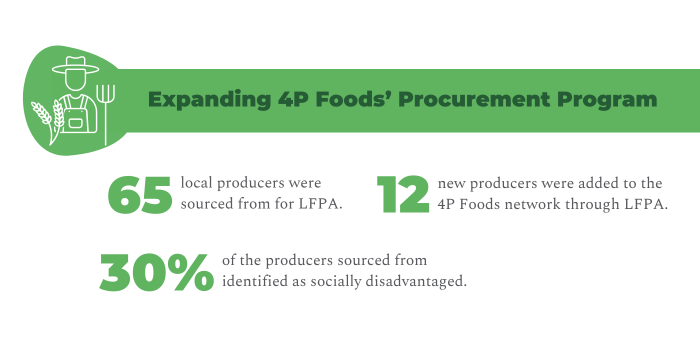 Expanding 4P Foods’ Procurement Program
65 local producers were
sourced from for LFPA.
12 new producers were added to the
4P Foods network through LFPA.
30% of the producers sourced from
identified as socially disadvantaged.